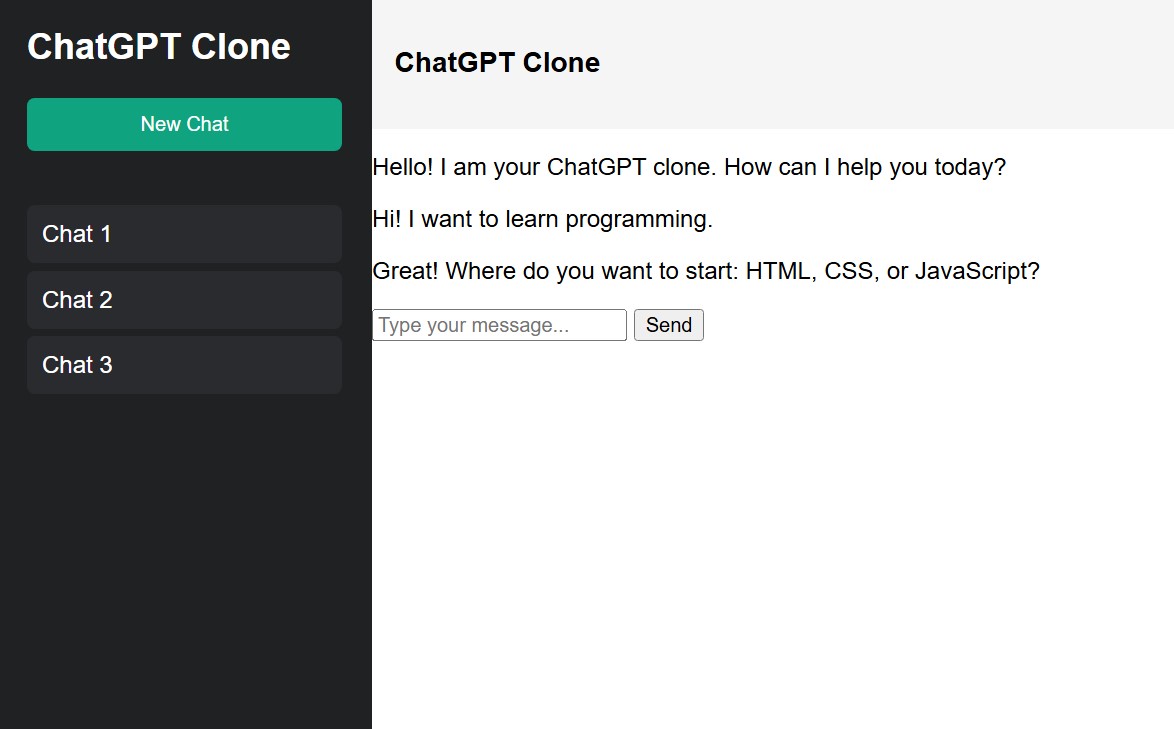 ChatGPT Clone
New Chat
Chat 1
Chat 2
Chat 3
ChatGPT Clone
Hello! I am your ChatGPT clone. How can I help you today?
Hi! I want to learn programming.
Great! Where do you want to start: HTML, CSS, or JavaScript?
Type your message... Send